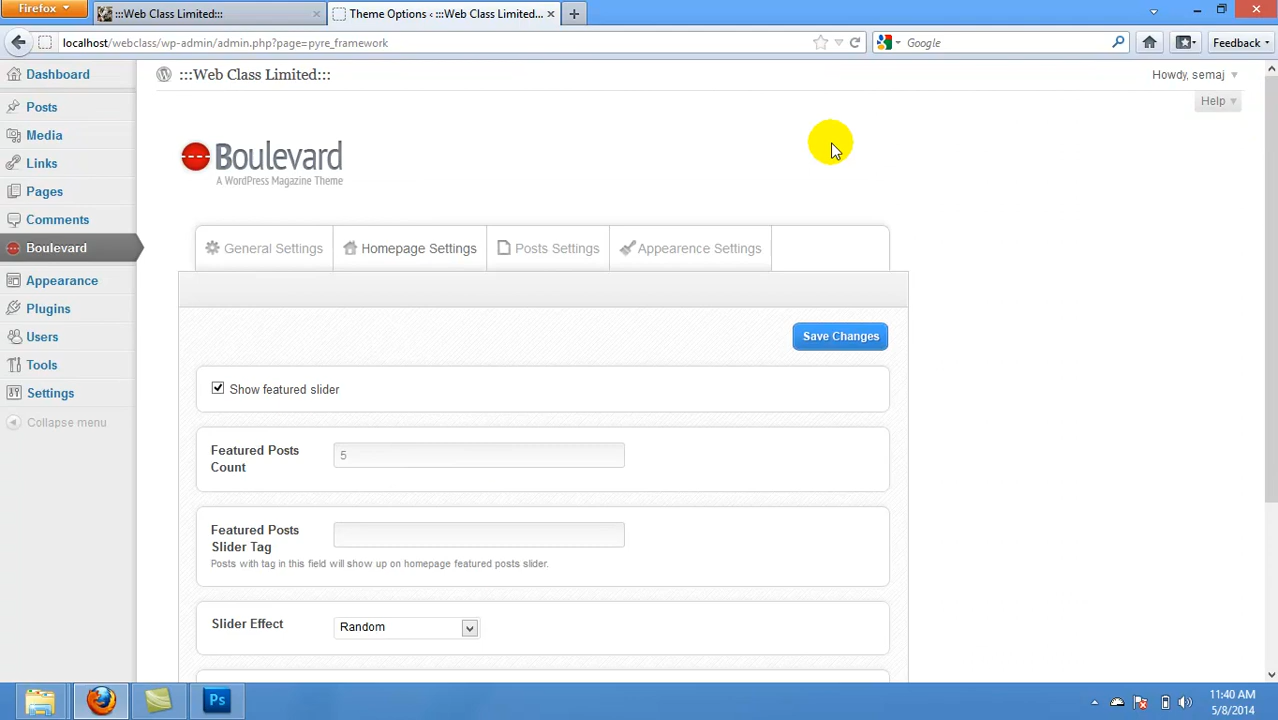 Firefox
:::Web Class Limited:::
Theme Options ‹ :::Web Class Limited...
localhost/webclass/wp-admin/admin.php?page=pyre_framework
Google
Feedback
Dashboard
:::Web Class Limited:::
Howdy, semaj
Help
Posts
Media
Links
Pages
Comments
Boulevard
Appearance
Plugins
Users
Tools
Settings
Collapse menu
Boulevard
A WordPress Magazine Theme
General Settings
Homepage Settings
Posts Settings
Appearence Settings
Save Changes
Show featured slider
Featured Posts
Count
5
Featured Posts
Slider Tag
Posts with tag in this field will show up on homepage featured posts slider.
Slider Effect
Random
Ps
11:40 AM
5/8/2014